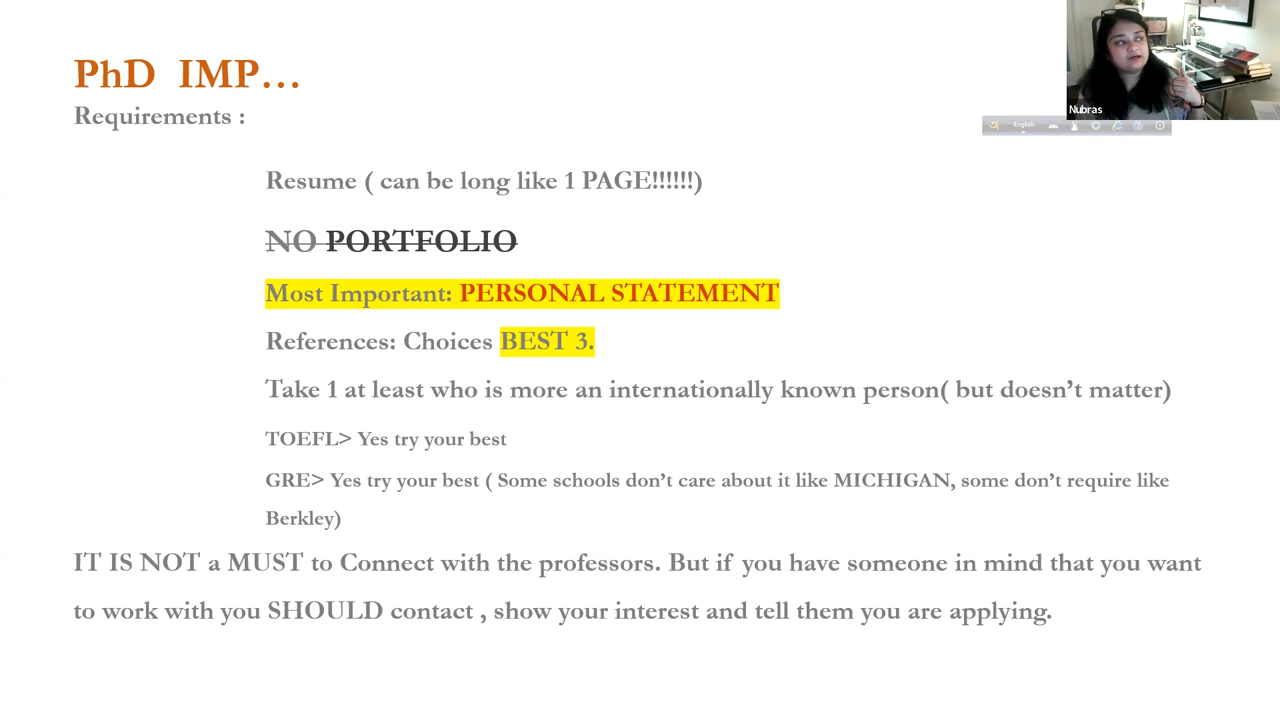 PhD IMP...
Requirements :
Resume ( can be long like 1 PAGE!!!!!!)
NO PORTFOLIO
Most Important: PERSONAL STATEMENT
References: Choices BEST 3.
Take 1 at least who is more an internationally known person( but doesn't matter)
TOEFL> Yes try your best
GRE> Yes try your best ( Some schools don't care about it like MICHIGAN, some don't require like
Berkley)
IT IS NOT a MUST to Connect with the professors. But if you have someone in mind that you want
to work with you SHOULD contact , show your interest and tell them you are applying.
Nubras
English